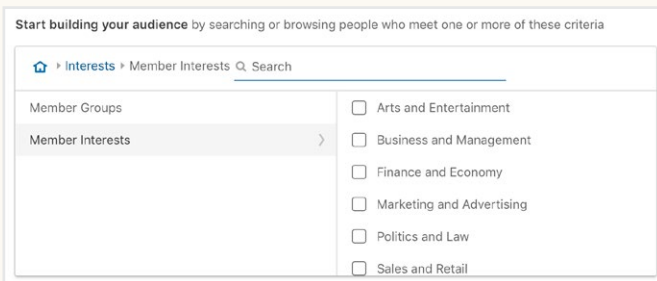 Start building your audience by searching or browsing people who meet one or more of these criteria
Interests Member Interests Search
Member Groups
Member Interests
Arts and Entertainment
Business and Management
Finance and Economy
Marketing and Advertising
Politics and Law
Sales and Retail